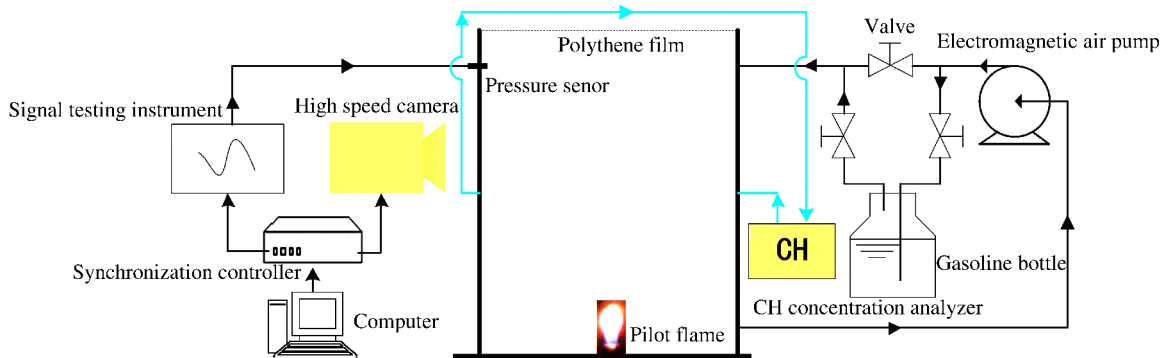 Valve
Electromagnetic air pump
Polythene film
Pressure senor
Signal testing instrument
High speed camera
CH
Synchronization controller
Gasoline bottle
CH concentration analyzer
Computer
Pilot flame